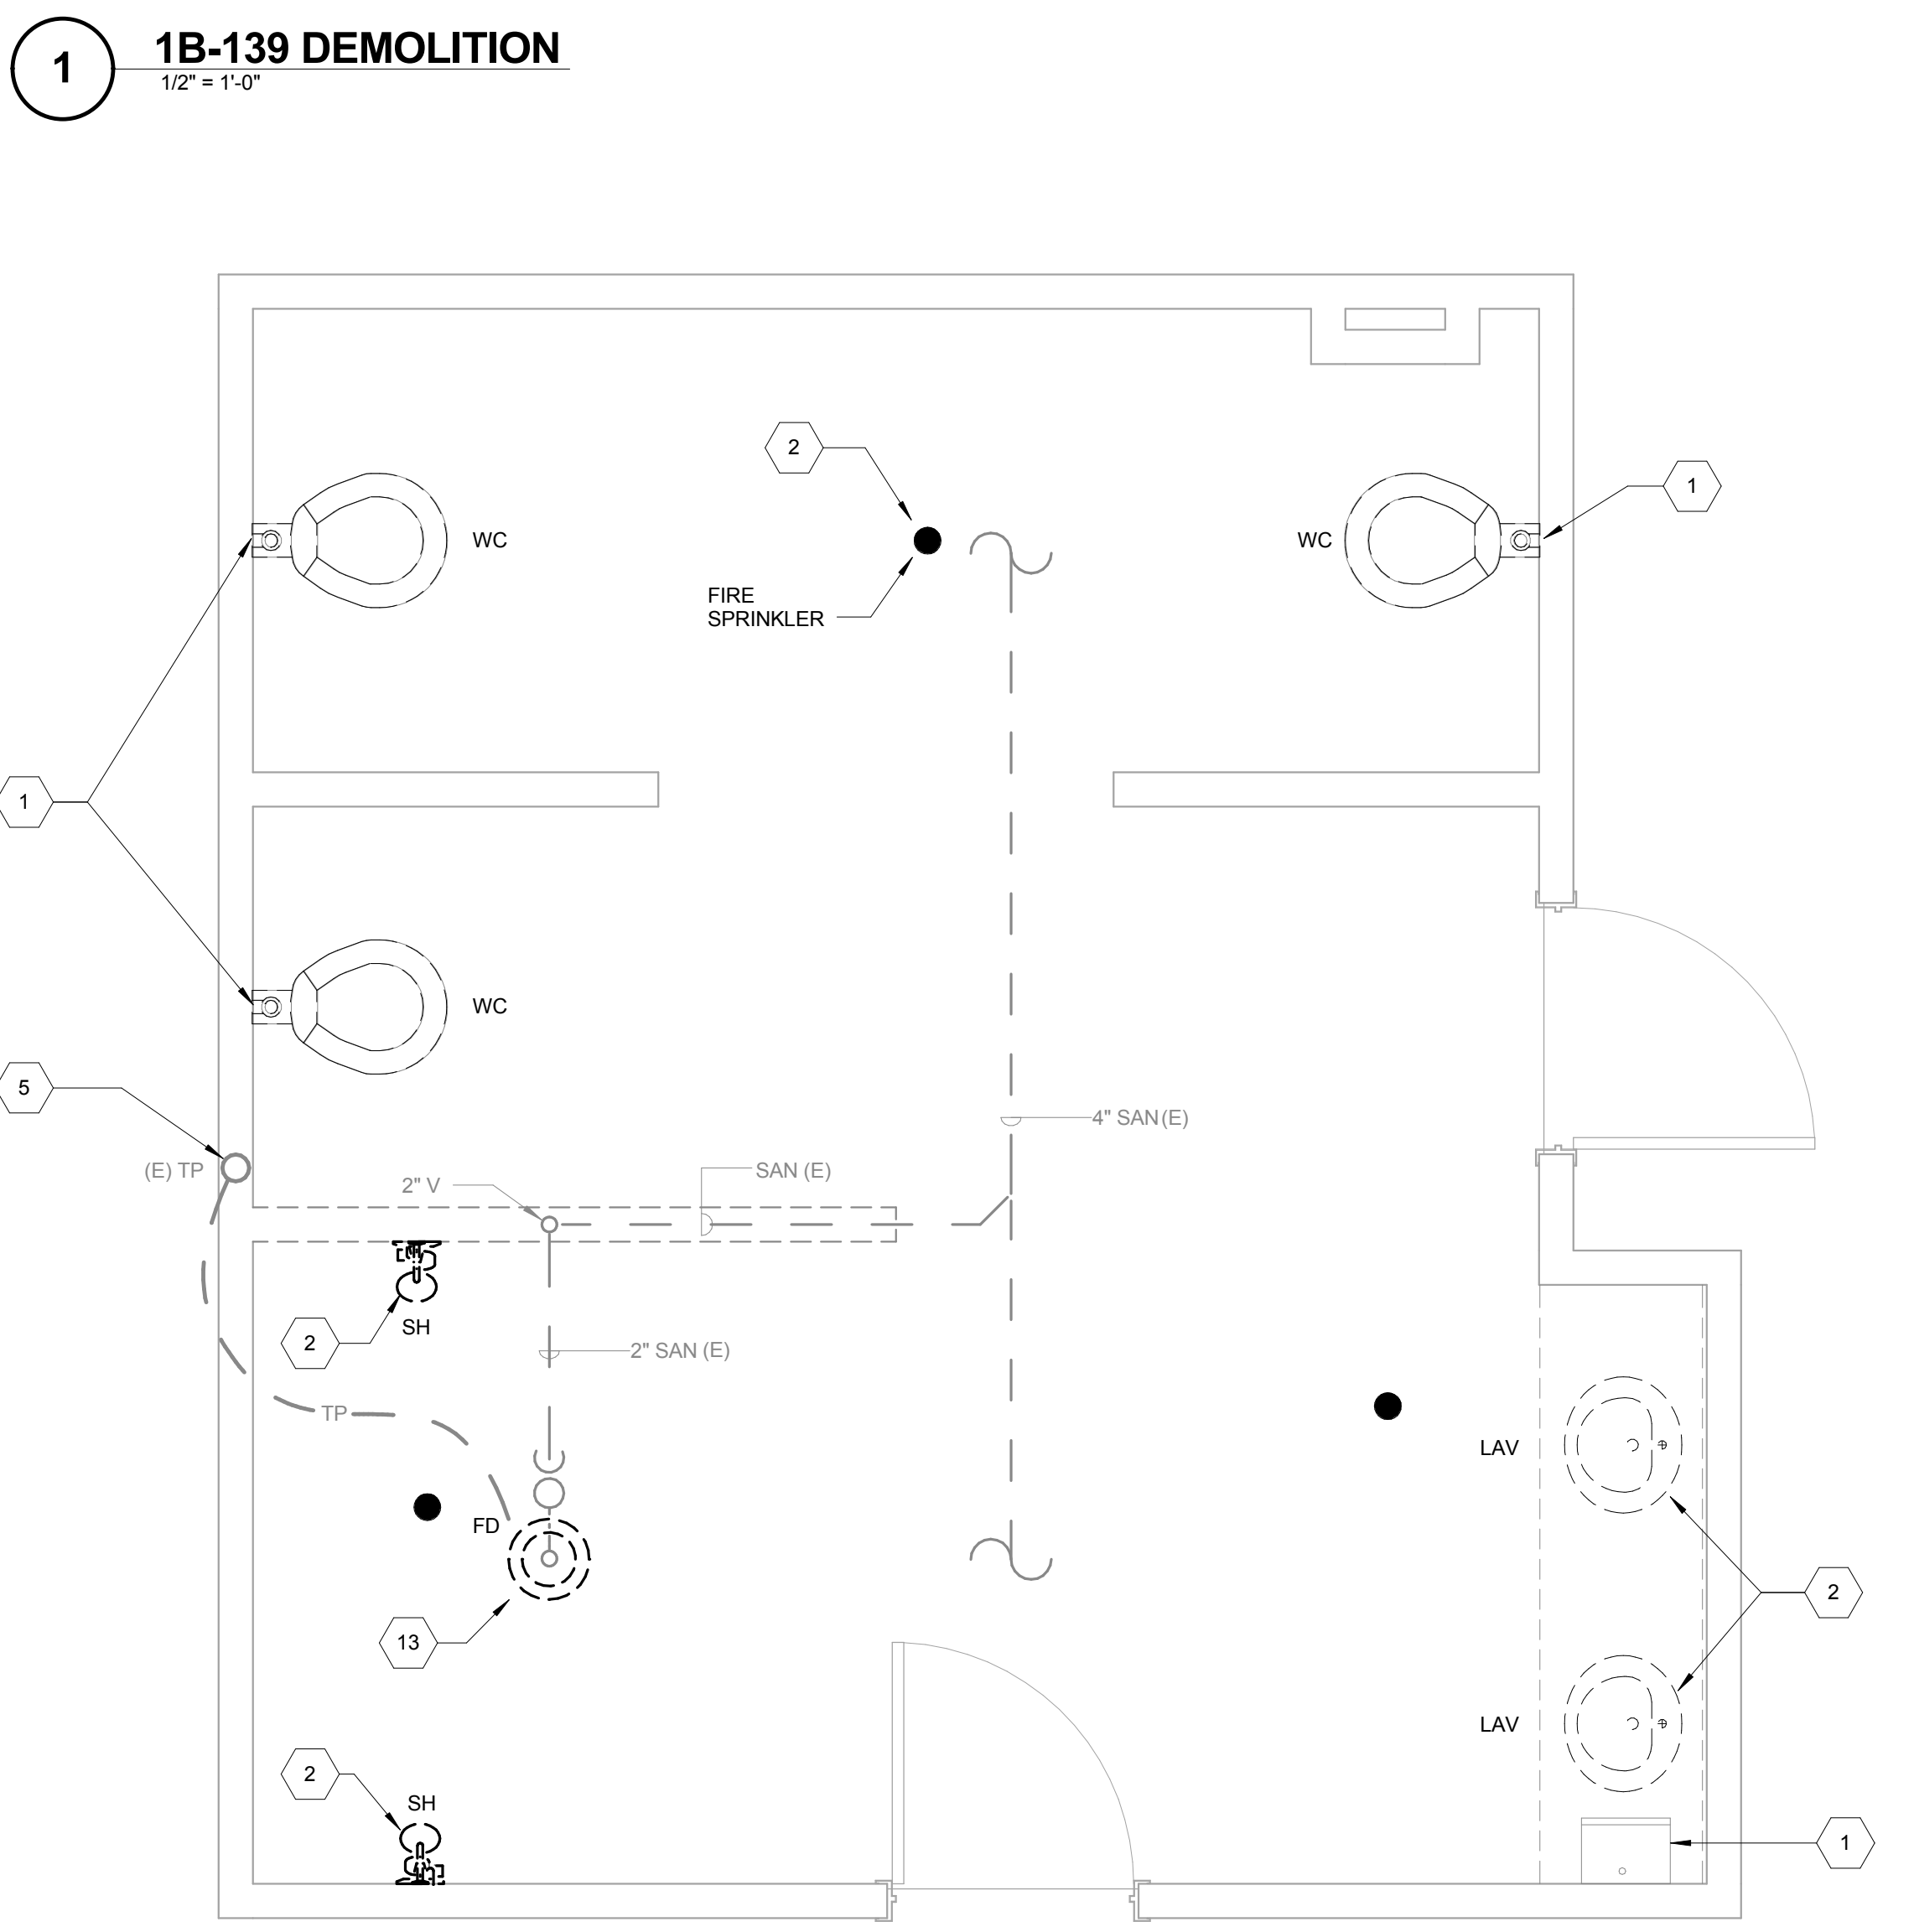 1
1B-139 DEMOLITION
1/2" = 1'-0"
2
1
WC
WC
FIRE
SPRINKLER
1
WC
5
4" SAN (E)
(E) TP
SAN (E)
2" V
2
SH
2" SAN (E)
TP
LAV
FD
2
13
LAV
2
SH
1